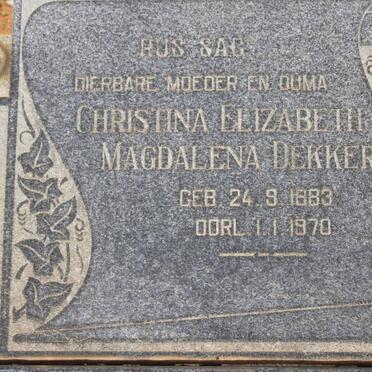 RUS SAG
DIERBARE MOEDER EN OUMA
CHRISTINA ELIZABETH
MAGDALENA DEKKER
GEB. 24.9.1883
OORL. 1.1.1970